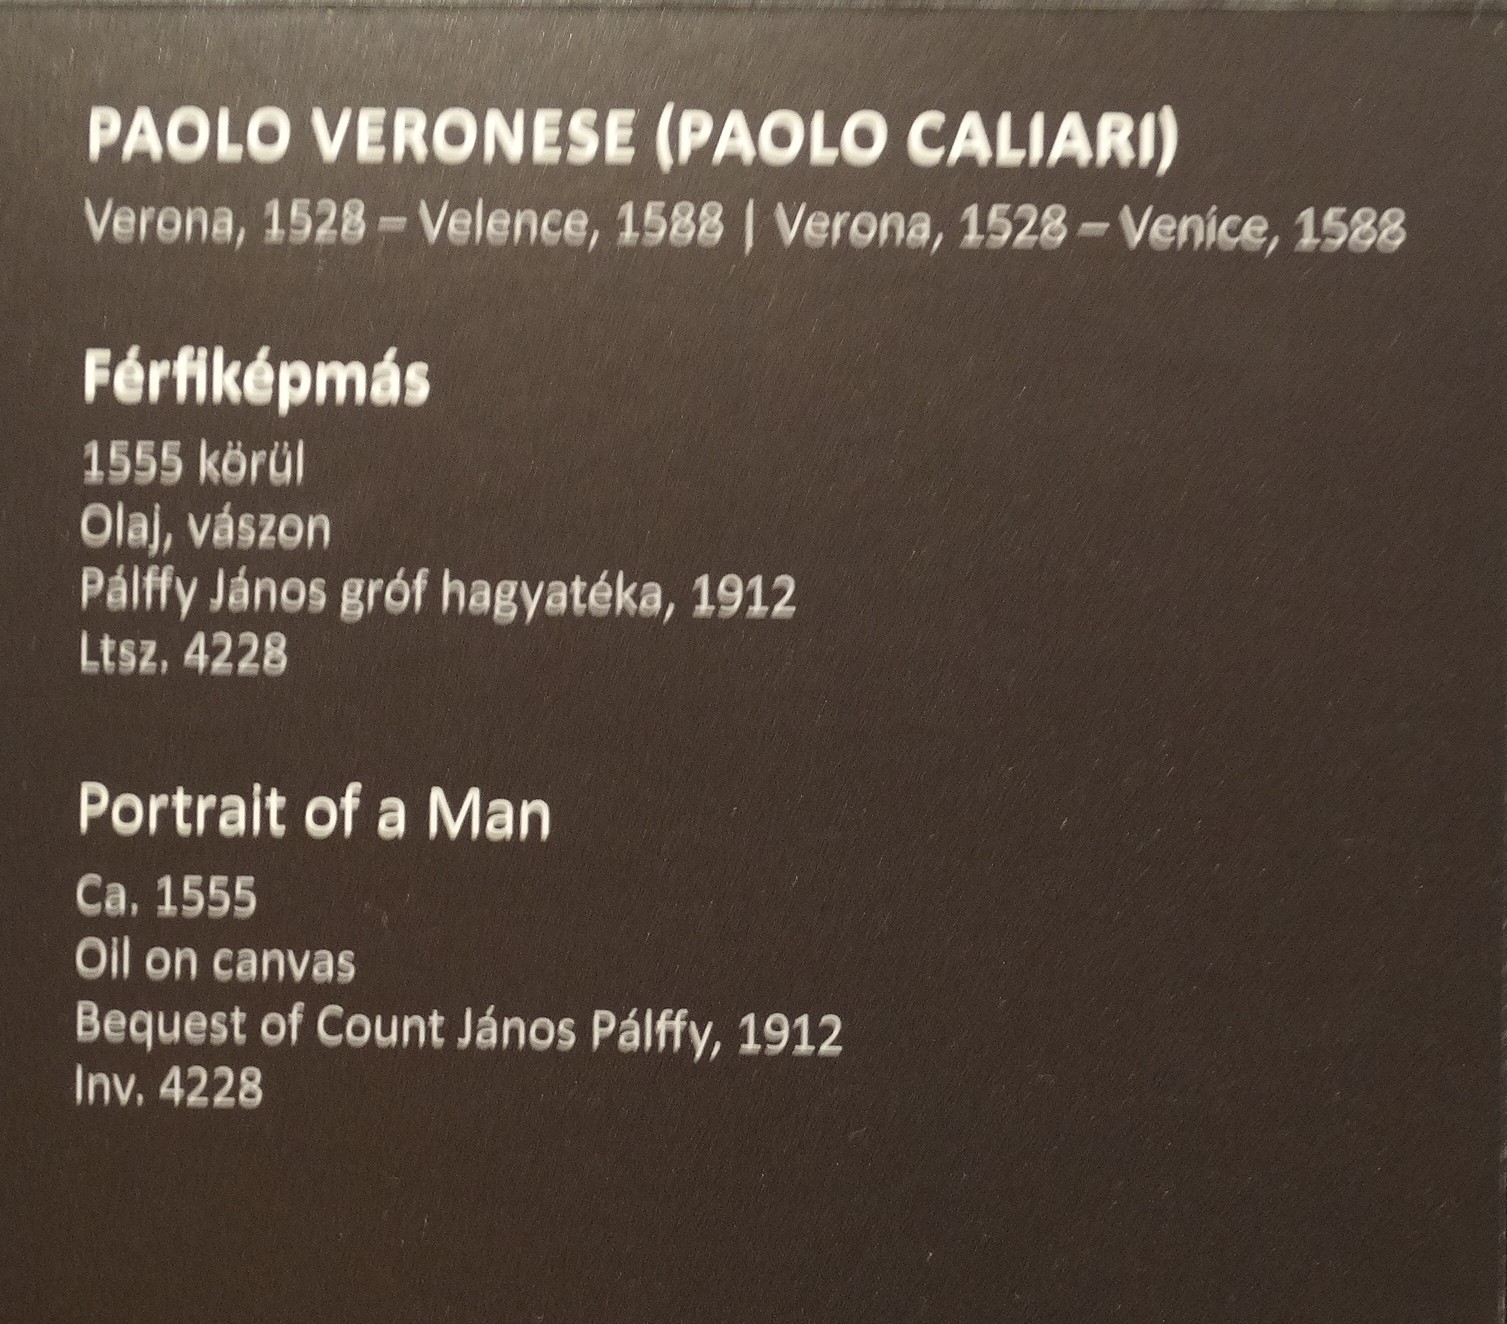 PAOLO VERONESE (PAOLO CALIARI)
Verona, 1528 – Velence, 1588 | Verona, 1528 – Venice, 1588
Férfiképmás
1555 körül
Olaj, vászon
Pálffy János gróf hagyatéka, 1912
Ltsz. 4228
Portrait of a Man
Ca. 1555
Oil on canvas
Bequest of Count János Pálffy, 1912
Inv. 4228